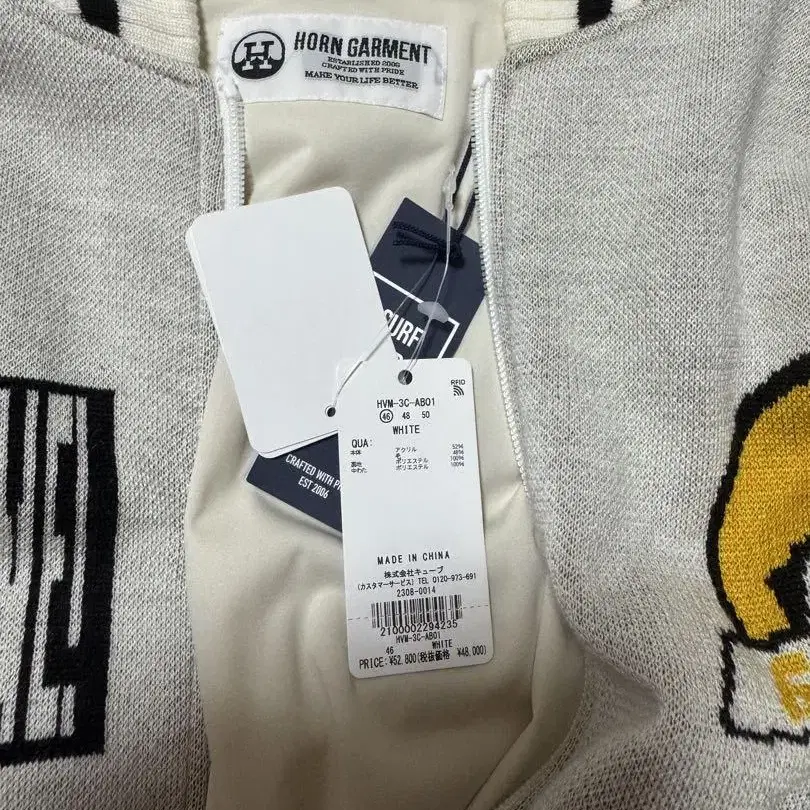 H
HORN GARMENT
ESTABLISHED 2006
CRAFTED WITH PRIDE
MAKE YOUR LIFE BETTER
SURF
CRAFTED WITH P
EST 2006
RFID
HVM-3C-AB01
46 48 50
WHITE
QUA:
本体 アクリル 52%
毛 48%
裏地 ポリエステル 100%
中わた ポリエステル 100%
MADE IN CHINA
株式会社キューブ
(カスタマーサービス) TEL 0120-973-691
2308-0014
2100002294235
HVM-3C-AB01
46 WHITE
PRICE: ¥52,800(税抜価格 ¥48,000)